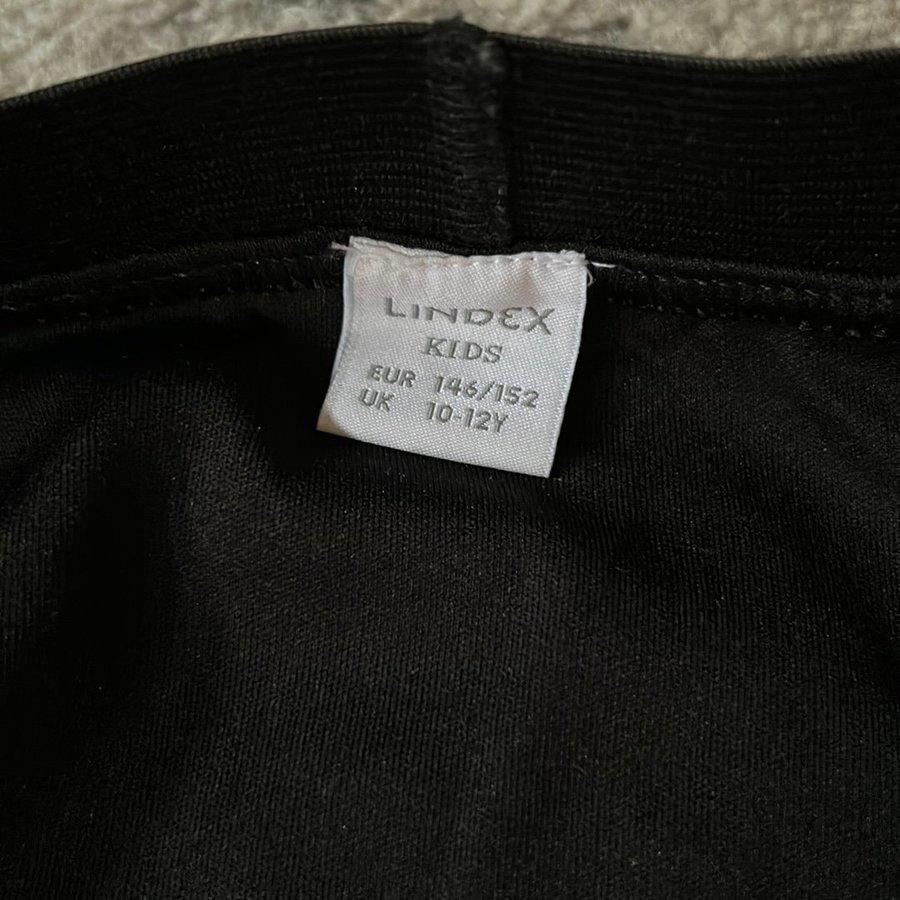 LINDEX
KIDS
EUR 146/152
UK 10-12Y